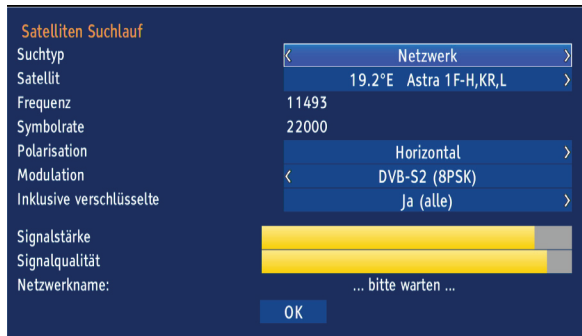 Satelliten Suchlauf
Suchtyp < Netzwerk >
Satellit 19.2°E Astra 1F-H,KR,L >
Frequenz 11493
Symbolrate 22000
Polarisation Horizontal >
Modulation < DVB-S2 (8PSK)
Inklusive verschlüsselte Ja (alle) >
Signalstärke
Signalqualität
Netzwerkname: ... bitte warten ...
OK